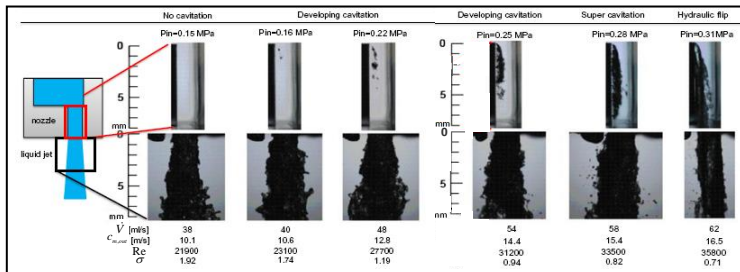 No cavitation Developing cavitation Developing cavitation Super cavitation Hydraulic flip
Pin=0.15 MPa Pin=0.16 MPa Pin=0.22 MPa Pin=0.25 MPa Pin=0.28 MPa Pin=0.31MPa
0 0
5 5
mm mm
nozzle
liquid jet
0 0
5 5
mm mm
V̇ [ml/s] 38 40 48 54 58 62
[m/s] 10.1 10.6 12.8 14.4 15.4 16.5
Re 21900 23100 27700 31200 33500 35800
σ 1.92 1.74 1.19 0.94 0.82 0.71